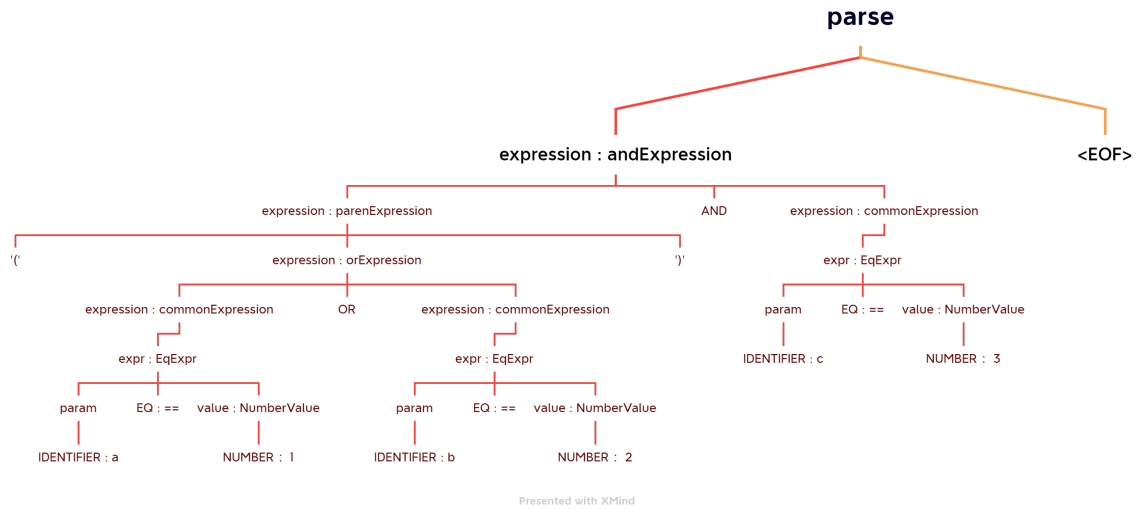 parse
expression : andExpression
<EOF>
expression : parenExpression
AND
expression : commonExpression
'('
expression : orExpression
')'
expr : EqExpr
expression : commonExpression
OR
expression : commonExpression
param
EQ : ==
value : NumberValue
expr : EqExpr
expr : EqExpr
IDENTIFIER : c
NUMBER : 3
param
EQ : ==
value : NumberValue
param
EQ : ==
value : NumberValue
IDENTIFIER : a
NUMBER : 1
IDENTIFIER : b
NUMBER : 2
Presented with XMind